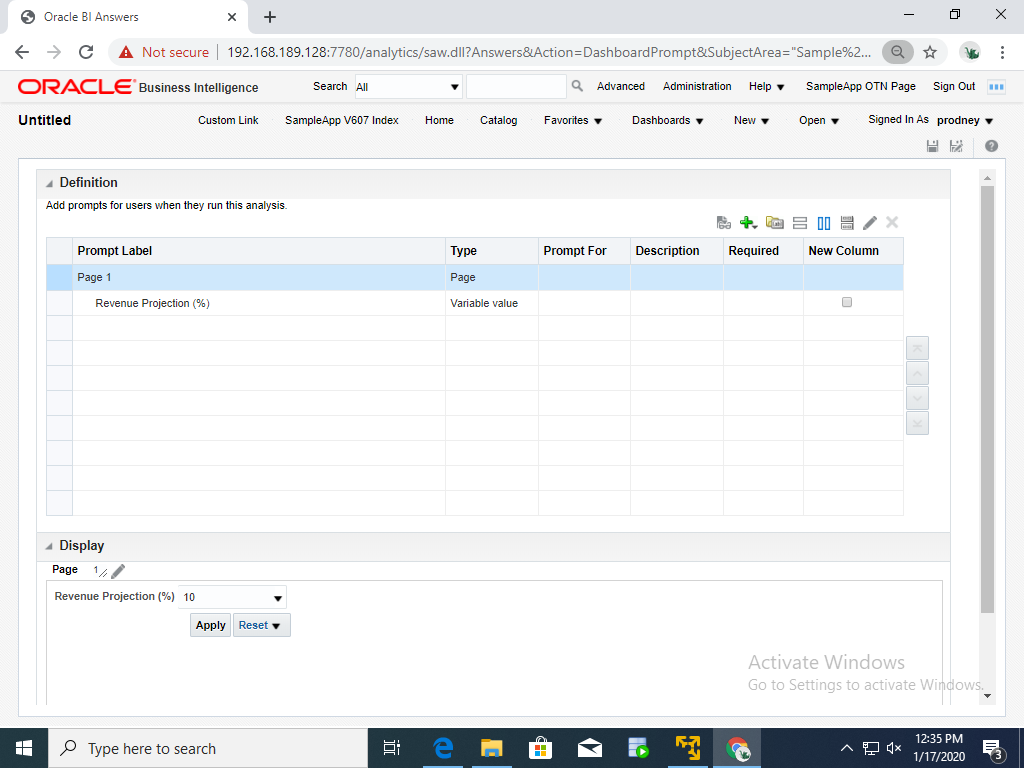 Oracle BI Answers
Not secure 192.168.189.128:7780/analytics/saw.dll?Answers&Action=DashboardPrompt&SubjectArea="Sample%2...
ORACLE Business Intelligence Search All Advanced Administration Help SampleApp OTN Page Sign Out
Untitled Custom Link SampleApp V607 Index Home Catalog Favorites Dashboards New Open Signed In As prodney
Definition
Add prompts for users when they run this analysis.
Prompt Label Type Prompt For Description Required New Column
Page 1 Page
Revenue Projection (%) Variable value
Display
Page 1
Revenue Projection (%) 10
Apply Reset
Activate Windows
Go to Settings to activate Windows.
Type here to search
12:35 PM
1/17/2020
3